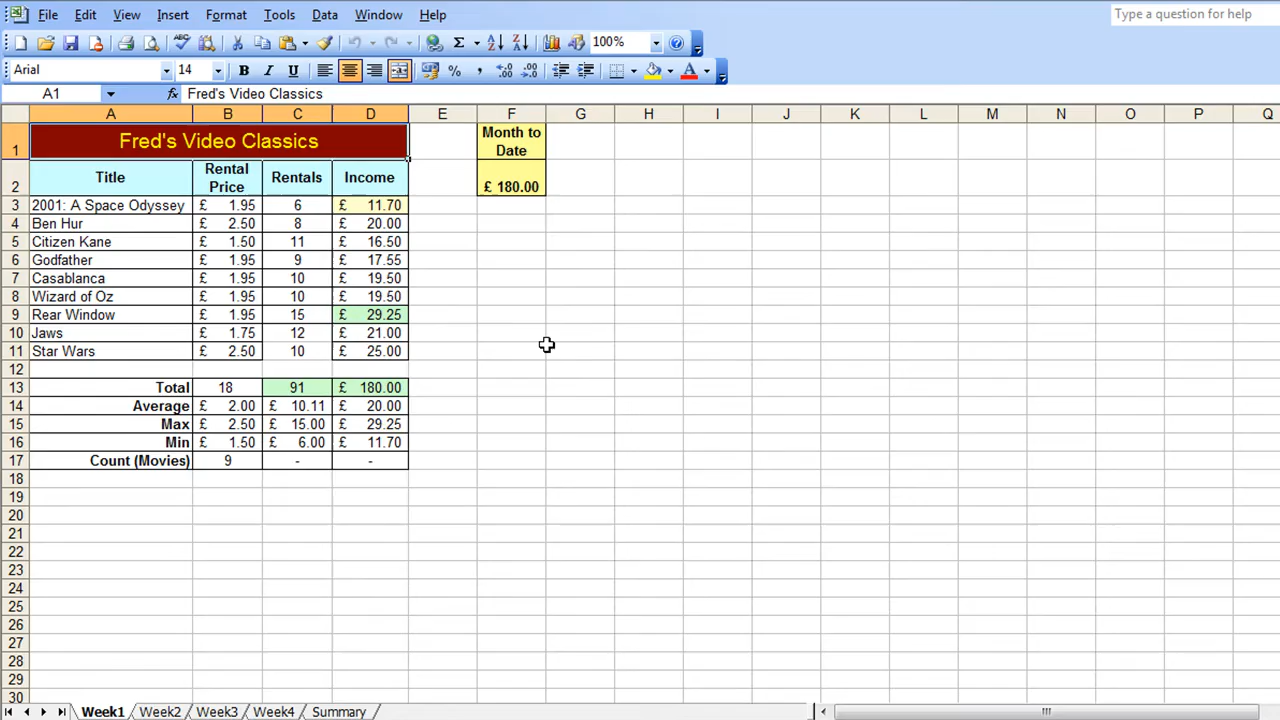 File Edit View Insert Format Tools Data Window Help Type a question for help
100%
Arial 14 B I U % , A
A1 fx Fred's Video Classics
A B C D E F G H I J K L M N O P Q
1 Fred's Video Classics Month to Date
2 Title Rental Price Rentals Income £ 180.00
3 2001: A Space Odyssey £ 1.95 6 £ 11.70
4 Ben Hur £ 2.50 8 £ 20.00
5 Citizen Kane £ 1.50 11 £ 16.50
6 Godfather £ 1.95 9 £ 17.55
7 Casablanca £ 1.95 10 £ 19.50
8 Wizard of Oz £ 1.95 10 £ 19.50
9 Rear Window £ 1.95 15 £ 29.25
10 Jaws £ 1.75 12 £ 21.00
11 Star Wars £ 2.50 10 £ 25.00
12
13 Total 18 91 £ 180.00
14 Average £ 2.00 £ 10.11 £ 20.00
15 Max £ 2.50 £ 15.00 £ 29.25
16 Min £ 1.50 £ 6.00 £ 11.70
17 Count (Movies) 9 - -
18
19
20
21
22
23
24
25
26
27
28
29
30
Week1 Week2 Week3 Week4 Summary